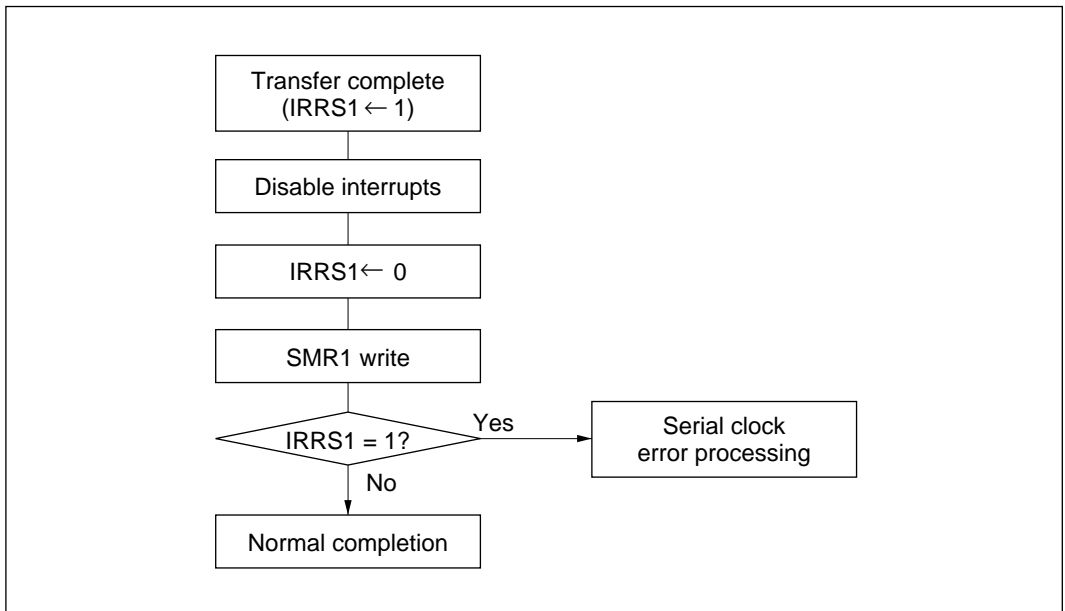 Transfer complete
(IRRS1 ← 1)
Disable interrupts
IRRS1← 0
SMR1 write
IRRS1 = 1?
Yes
Serial clock
error processing
No
Normal completion